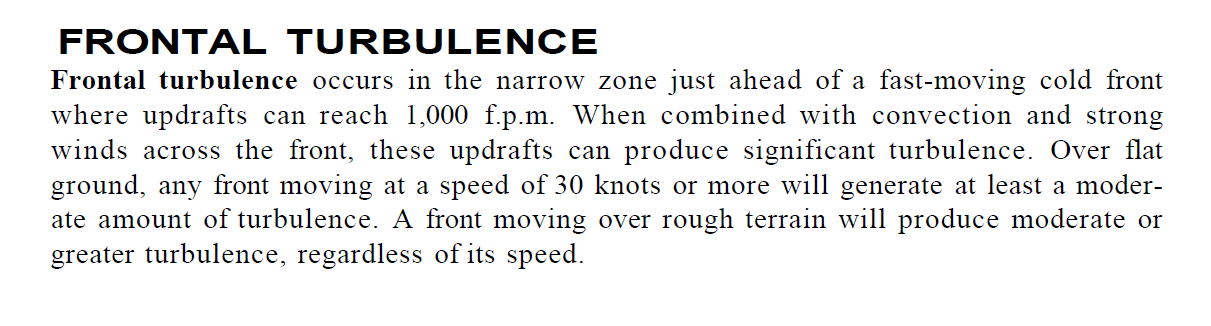 FRONTAL TURBULENCE
Frontal turbulence occurs in the narrow zone just ahead of a fast-moving cold front
where updrafts can reach 1,000 f.p.m. When combined with convection and strong
winds across the front, these updrafts can produce significant turbulence. Over flat
ground, any front moving at a speed of 30 knots or more will generate at least a moder-
ate amount of turbulence. A front moving over rough terrain will produce moderate or
greater turbulence, regardless of its speed.